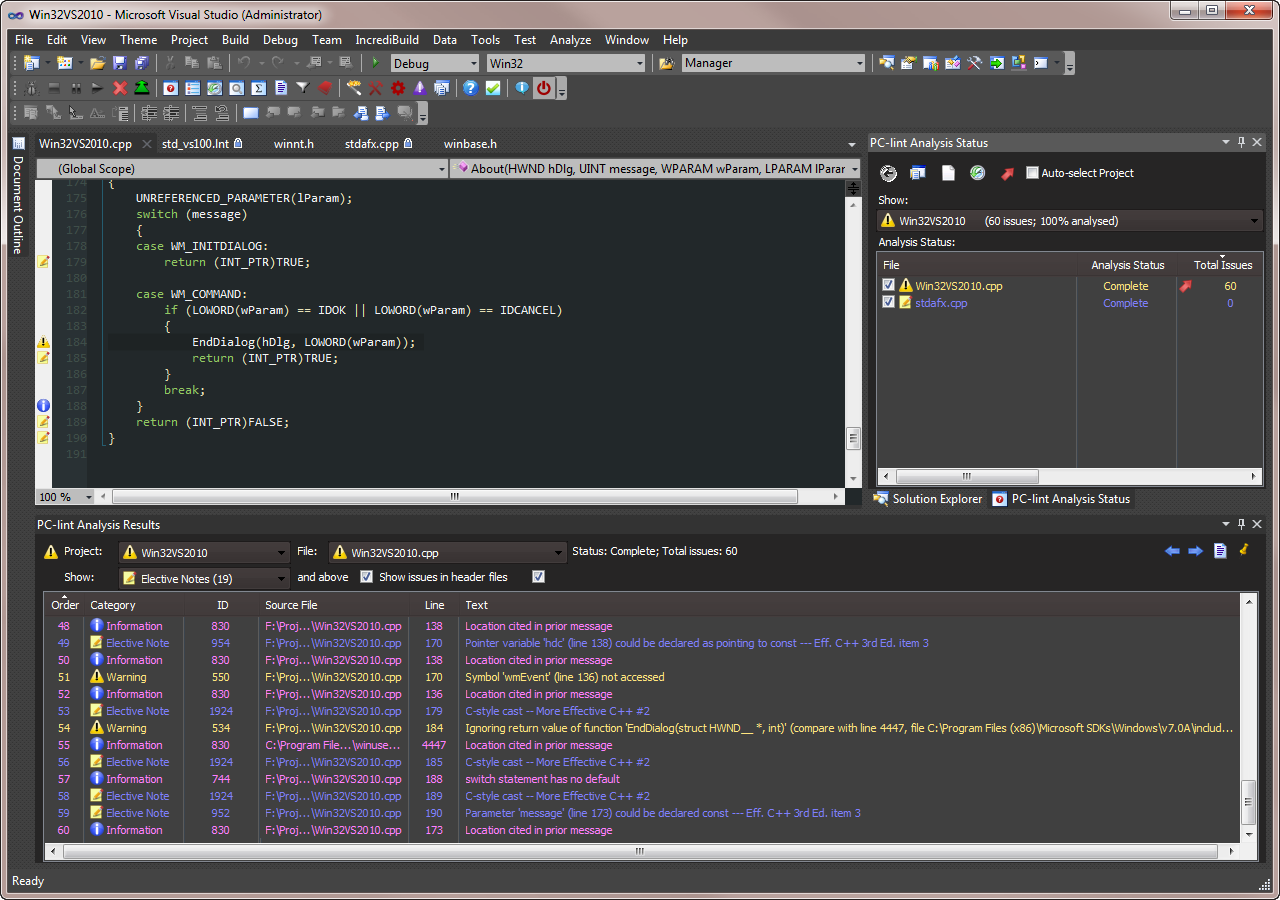 Win32VS2010 - Microsoft Visual Studio (Administrator)
File Edit View Theme Project Build Debug Team IncrediBuild Data Tools Test Analyze Window Help
Debug Win32 Manager
Document Outline
Win32VS2010.cpp std_vs100.lnt winnt.h stdafx.cpp winbase.h
(Global Scope) About(HWND hDlg, UINT message, WPARAM wParam, LPARAM lParar
174 {
175 UNREFERENCED_PARAMETER(lParam);
176 switch (message)
177 {
178 case WM_INITDIALOG:
179 return (INT_PTR)TRUE;
180
181 case WM_COMMAND:
182 if (LOWORD(wParam) == IDOK || LOWORD(wParam) == IDCANCEL)
183 {
184 EndDialog(hDlg, LOWORD(wParam));
185 return (INT_PTR)TRUE;
186 }
187 break;
188 }
189 return (INT_PTR)FALSE;
190 }
191
100 %
PC-lint Analysis Status
Auto-select Project
Show:
Win32VS2010 (60 issues; 100% analysed)
Analysis Status:
File Analysis Status Total Issues
Win32VS2010.cpp Complete 60
stdafx.cpp Complete 0
Solution Explorer PC-lint Analysis Status
PC-lint Analysis Results
Project: Win32VS2010 File: Win32VS2010.cpp Status: Complete; Total issues: 60
Show: Elective Notes (19) and above Show issues in header files
Order Category ID Source File Line Text
48 Information 830 F:\Proj...\Win32VS2010.cpp 138 Location cited in prior message
49 Elective Note 954 F:\Proj...\Win32VS2010.cpp 170 Pointer variable 'hdc' (line 138) could be declared as pointing to const --- Eff. C++ 3rd Ed. item 3
50 Information 830 F:\Proj...\Win32VS2010.cpp 138 Location cited in prior message
51 Warning 550 F:\Proj...\Win32VS2010.cpp 170 Symbol 'wmEvent' (line 136) not accessed
52 Information 830 F:\Proj...\Win32VS2010.cpp 136 Location cited in prior message
53 Elective Note 1924 F:\Proj...\Win32VS2010.cpp 179 C-style cast -- More Effective C++ #2
54 Warning 534 F:\Proj...\Win32VS2010.cpp 184 Ignoring return value of function 'EndDialog(struct HWND__ *, int)' (compare with line 4447, file C:\Program Files (x86)\Microsoft SDKs\Windows\v7.0A\includ...
55 Information 830 C:\Program File...\winuse... 4447 Location cited in prior message
56 Elective Note 1924 F:\Proj...\Win32VS2010.cpp 185 C-style cast -- More Effective C++ #2
57 Information 744 F:\Proj...\Win32VS2010.cpp 188 switch statement has no default
58 Elective Note 1924 F:\Proj...\Win32VS2010.cpp 189 C-style cast -- More Effective C++ #2
59 Elective Note 952 F:\Proj...\Win32VS2010.cpp 190 Parameter 'message' (line 173) could be declared const --- Eff. C++ 3rd Ed. item 3
60 Information 830 F:\Proj...\Win32VS2010.cpp 173 Location cited in prior message
Ready